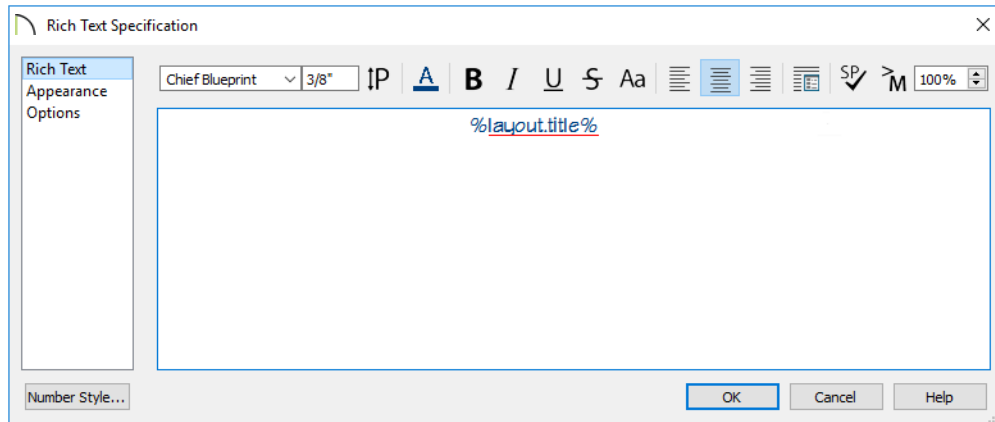 Rich Text Specification
Rich Text
Appearance
Options
Chief Blueprint 3/8" P A B I U S Aa SP M 100%
%layout.title%
Number Style...
OK Cancel Help